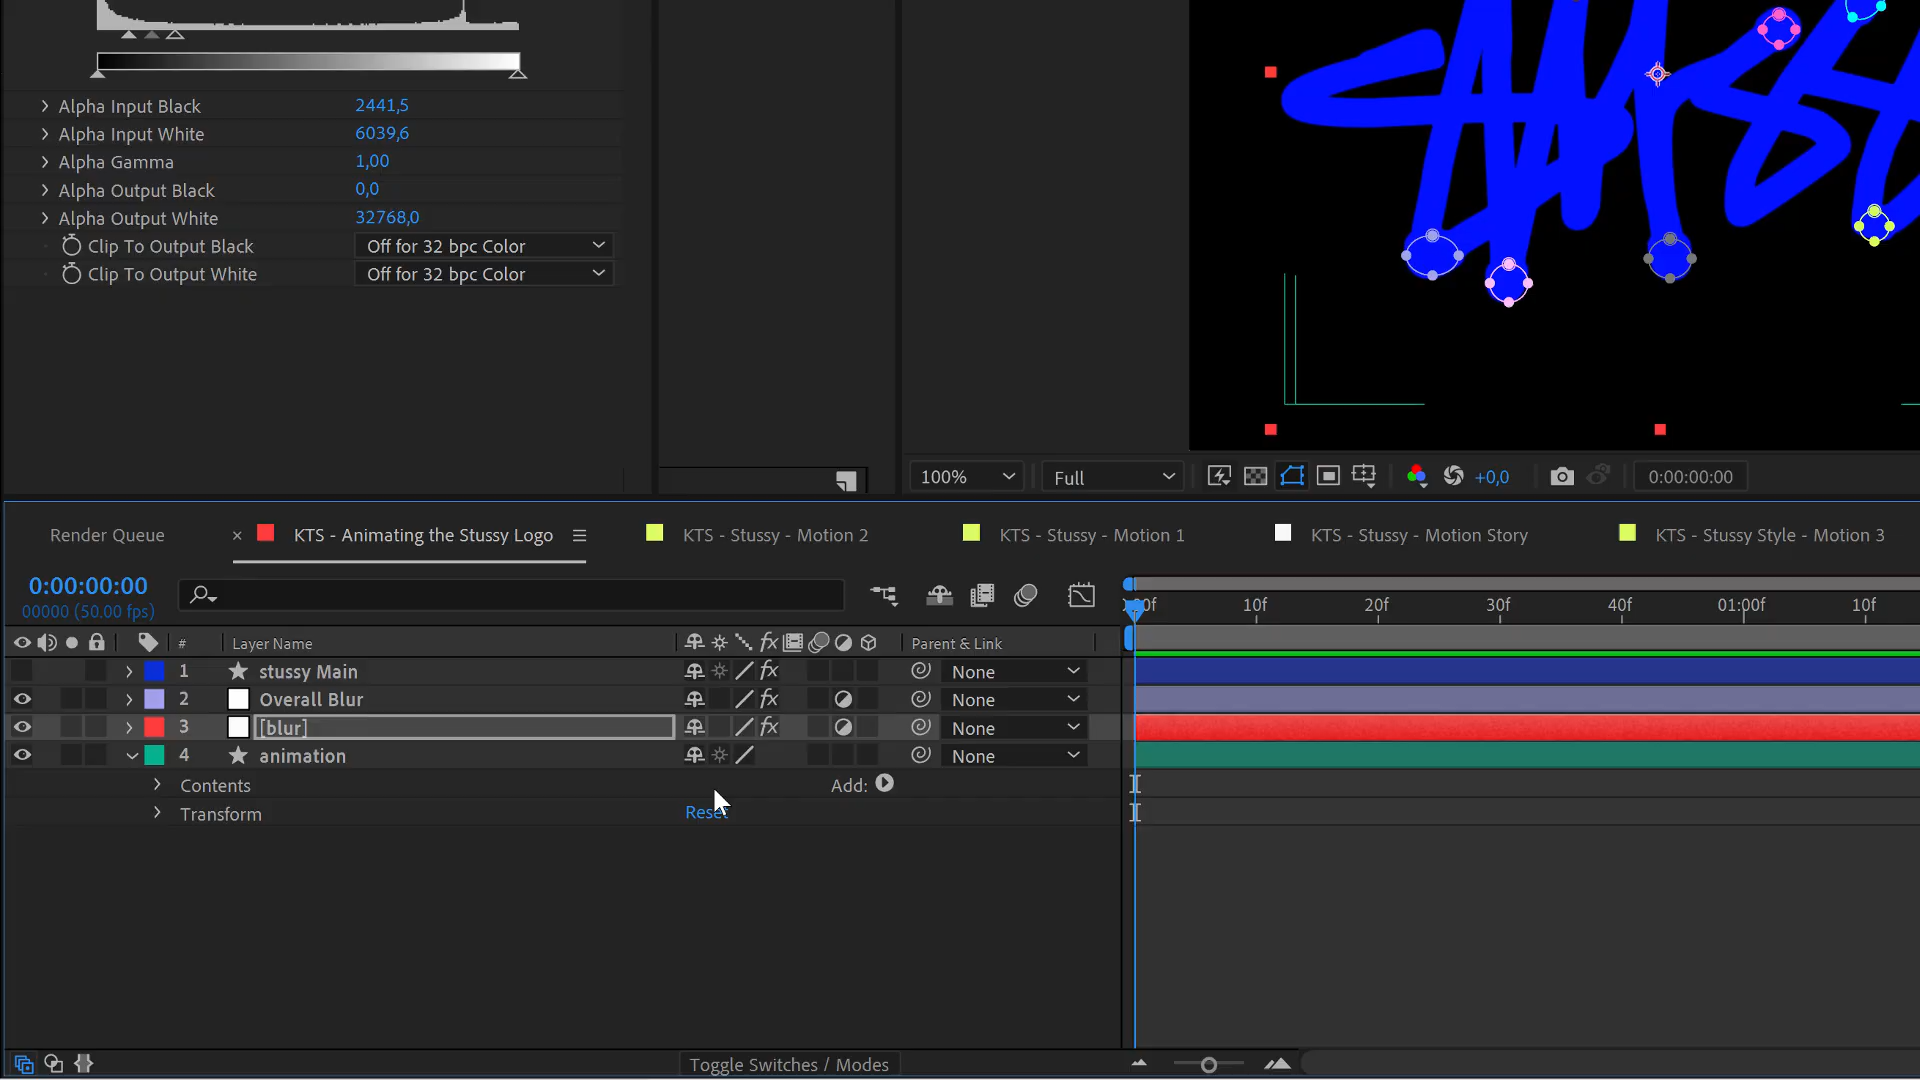 Alpha Input Black 2441,5
Alpha Input White 6039,6
Alpha Gamma 1,00
Alpha Output Black 0,0
Alpha Output White 32768,0
Clip To Output Black Off for 32 bpc Color
Clip To Output White Off for 32 bpc Color
100% Full +0,0 0:00:00:00
Render Queue × KTS - Animating the Stussy Logo KTS - Stussy - Motion 2 KTS - Stussy - Motion 1 KTS - Stussy - Motion Story KTS - Stussy Style - Motion 3
0:00:00:00
00000 (50.00 fps)
10f 20f 30f 40f 01:00f 10f
# Layer Name fx Parent & Link
1 stussy Main fx None
2 Overall Blur fx None
3 [blur] fx None
4 animation None
Contents Add:
Transform Reset
Toggle Switches / Modes